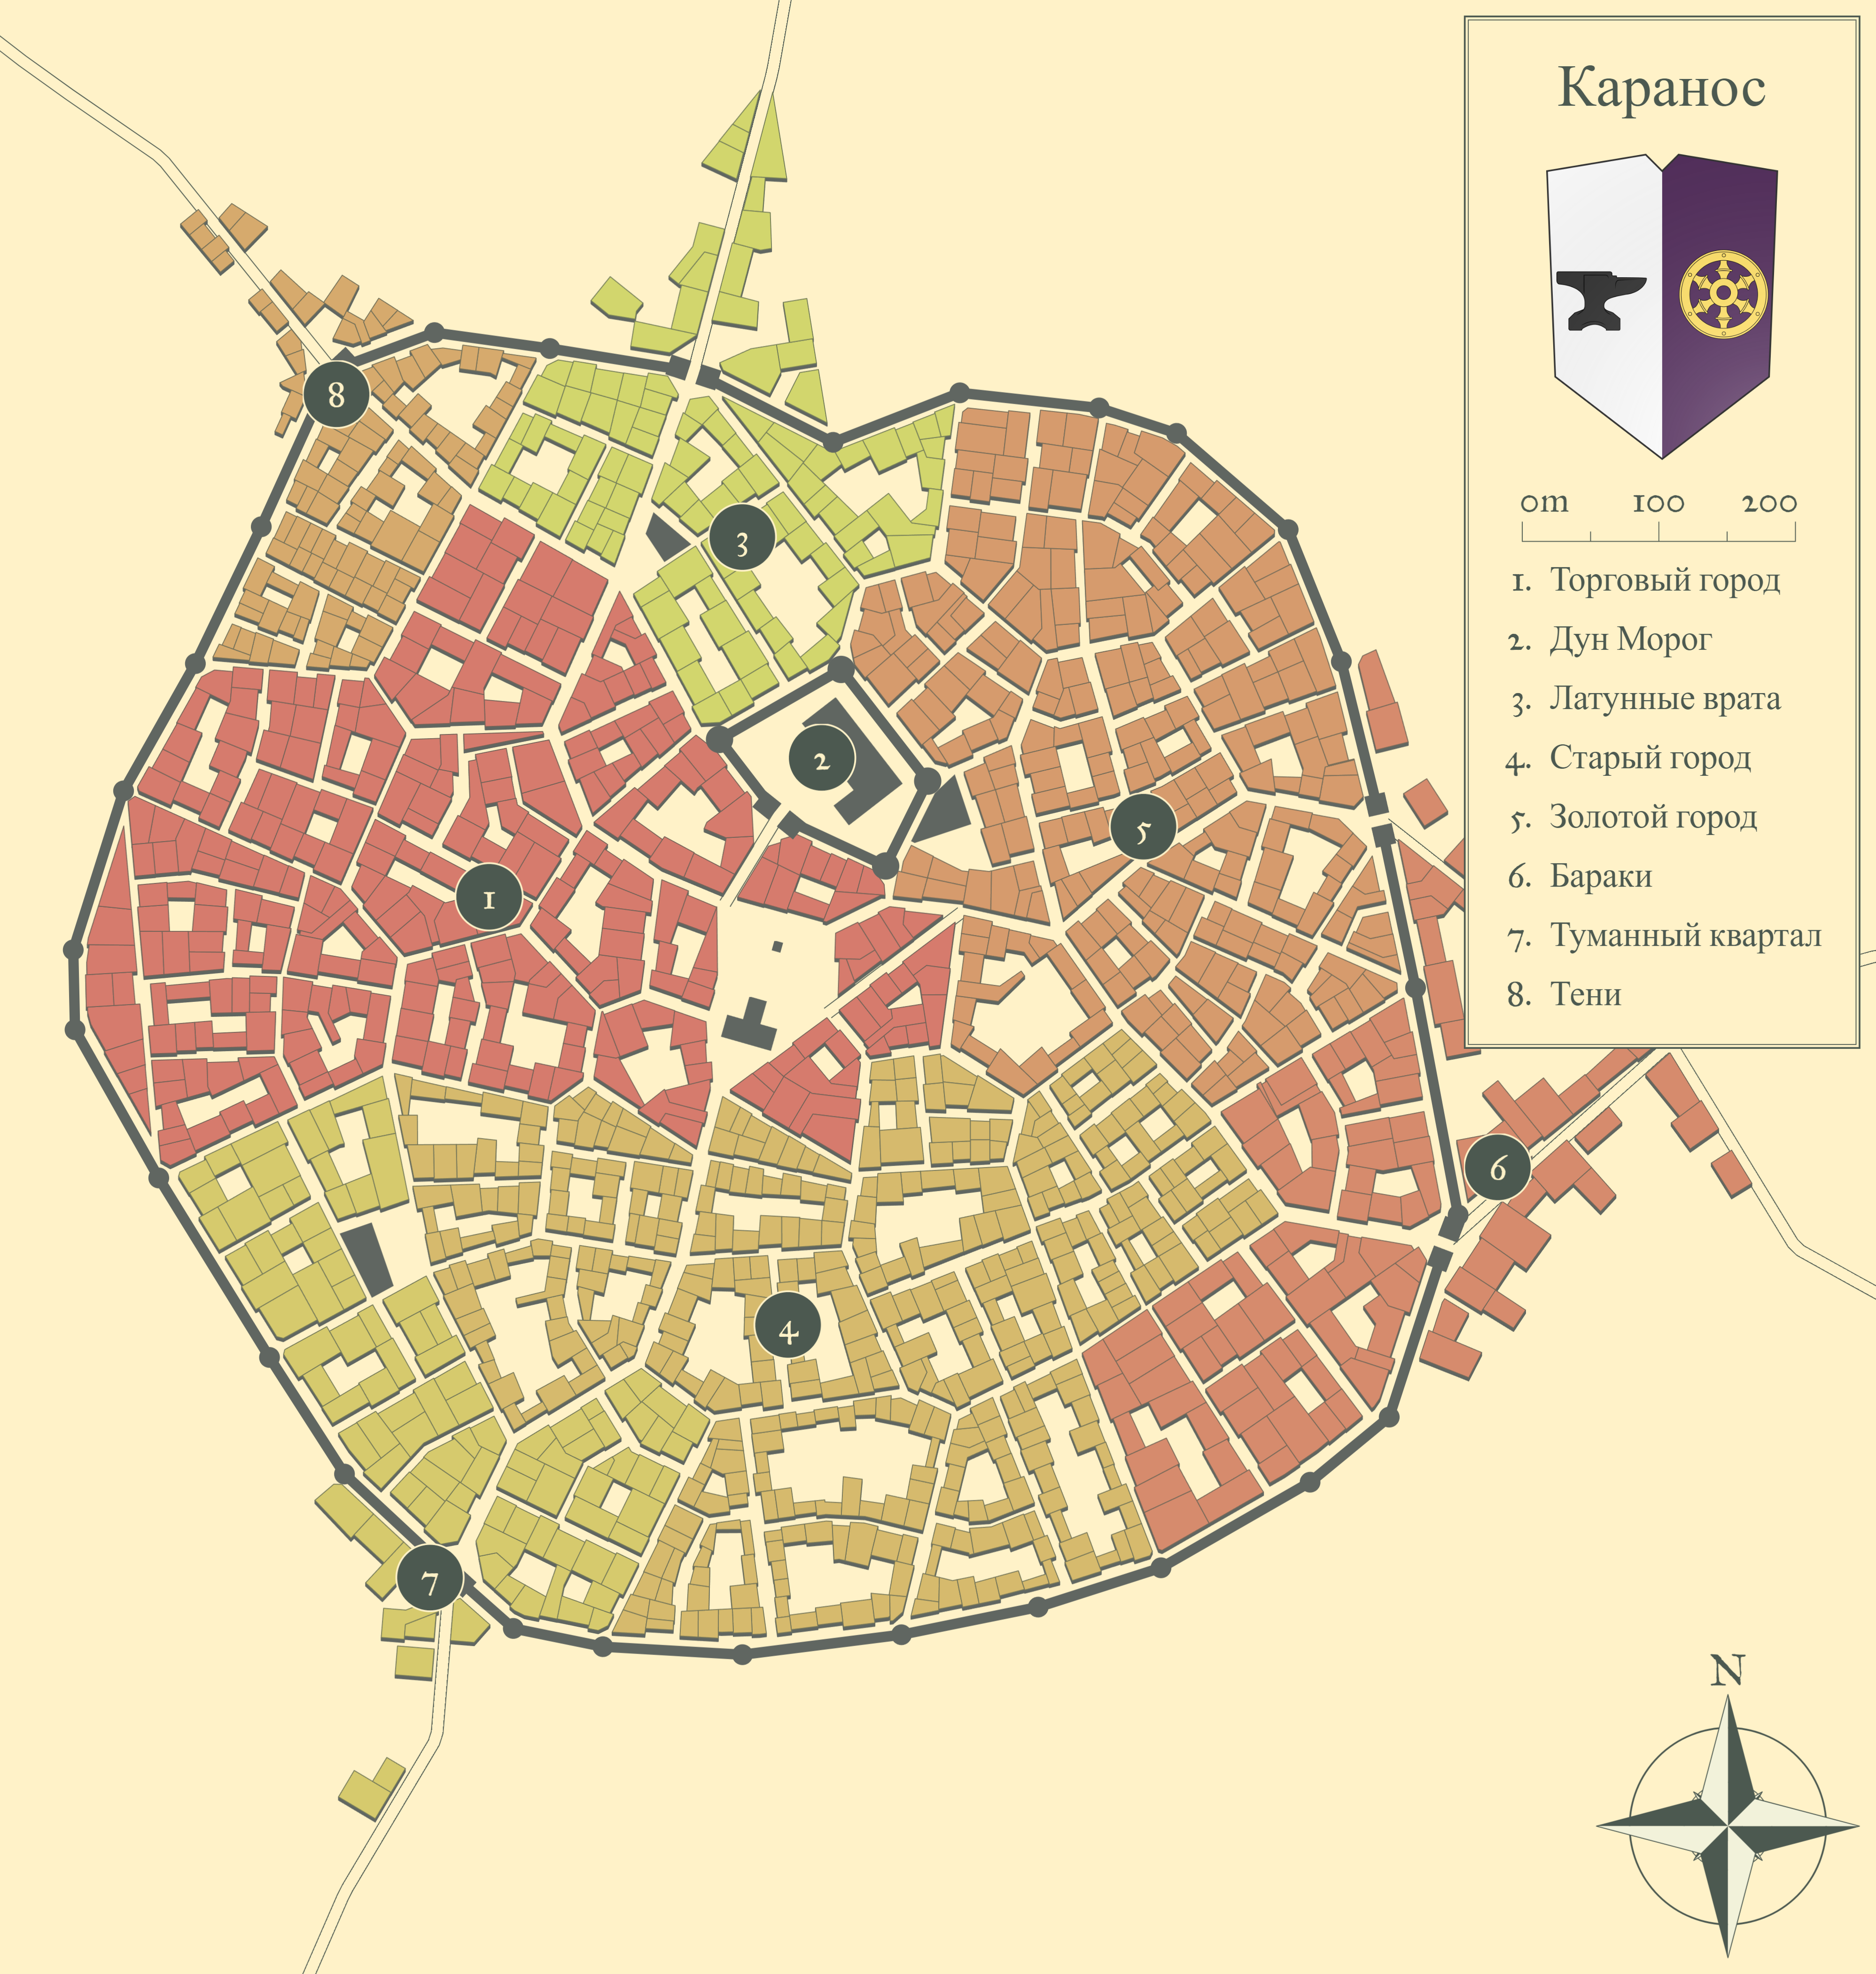 Каранос
0m 100 200
1. Торговый город
2. Дун Морог
3. Латунные врата
4. Старый город
5. Золотой город
6. Бараки
7. Туманный квартал
8. Тени
8
3
2
5
1
6
4
7
N